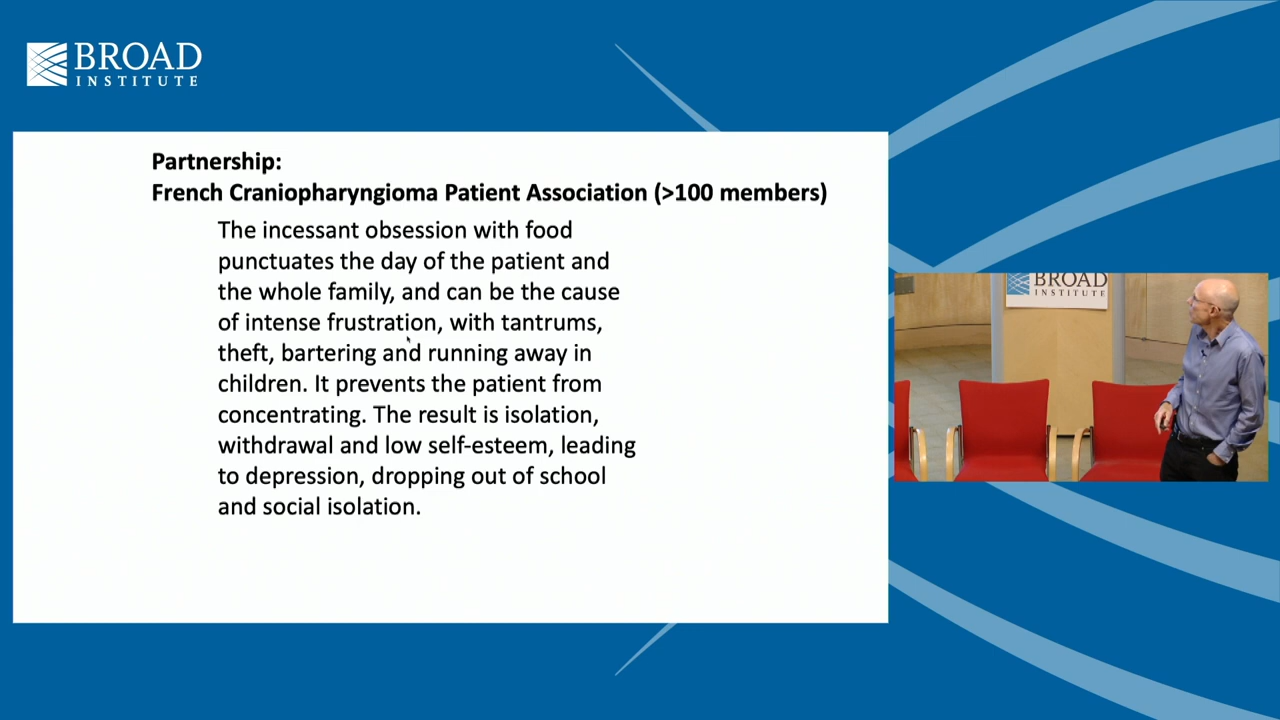 BROAD
INSTITUTE
Partnership:
French Craniopharyngioma Patient Association (>100 members)
The incessant obsession with food
punctuates the day of the patient and
the whole family, and can be the cause
of intense frustration, with tantrums,
theft, bartering and running away in
children. It prevents the patient from
concentrating. The result is isolation,
withdrawal and low self-esteem, leading
to depression, dropping out of school
and social isolation.
BROAD
INSTITUTE